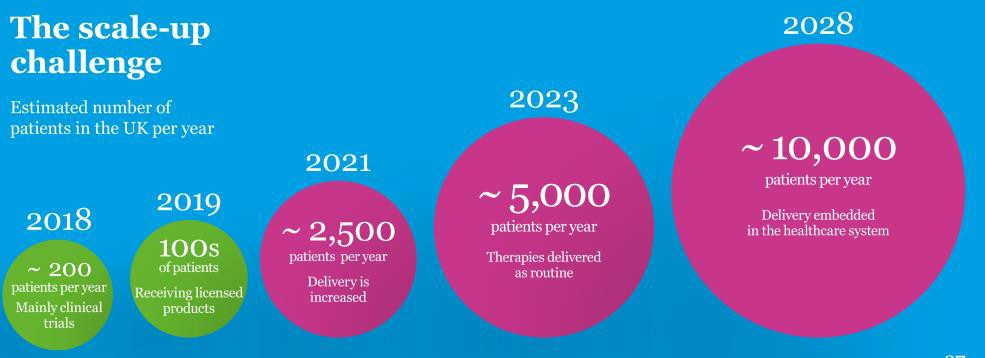 The scale-up
challenge
Estimated number of
patients in the UK per year
2018
~ 200
patients per year
Mainly clinical
trials
2019
100s
of patients
Receiving licensed
products
2021
~ 2,500
patients per year
Delivery is
increased
2023
~ 5,000
patients per year
Therapies delivered
as routine
2028
~ 10,000
patients per year
Delivery embedded
in the healthcare system